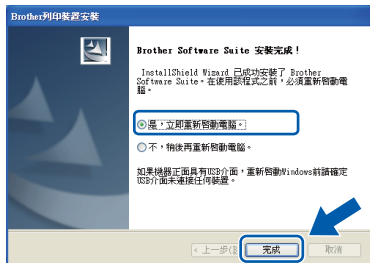 Brother列印裝置安裝
Brother Software Suite 安裝完成！
InstallShield Wizard 已成功安裝了 Brother
Software Suite。在使用該程式之前，必須重新啟動電
腦。
是，立即重新啟動電腦。
不，稍後再重新啟動電腦。
如果機器正面具有USB介面，重新啟動Windows前請確定
USB介面未連接任何裝置。
< 上一步(B
完成
取消